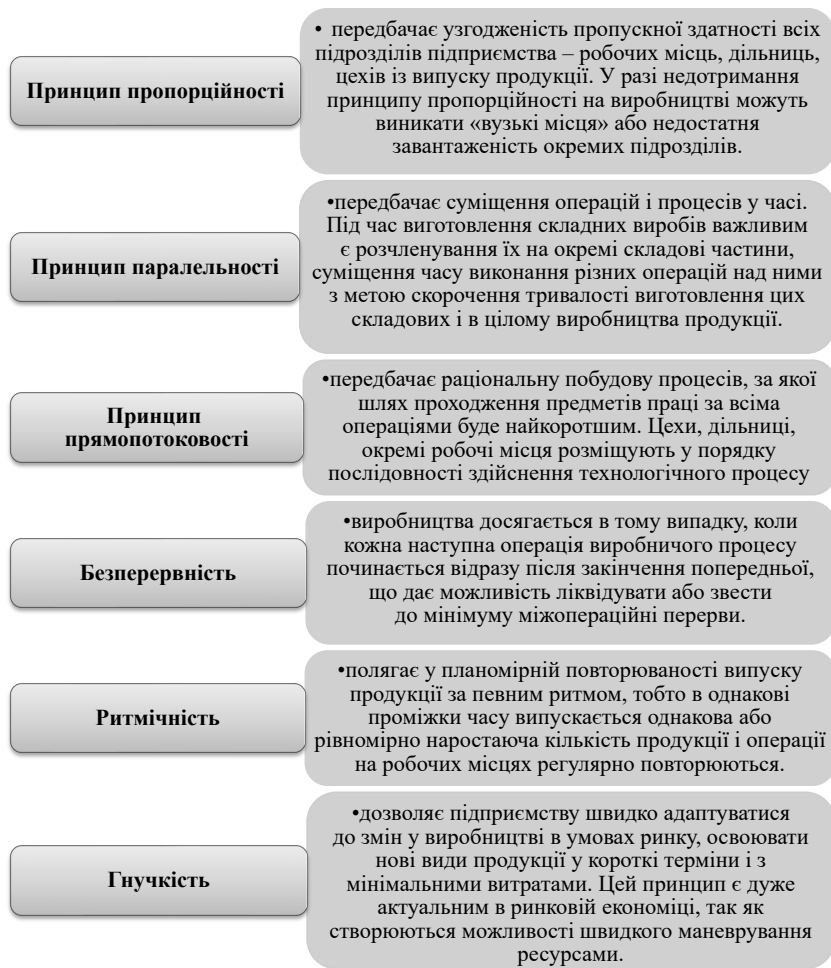 Принцип пропорційності
• передбачає узгодженість пропускної здатності всіх
підрозділів підприємства – робочих місць, дільниць,
цехів із випуску продукції. У разі недотримання
принципу пропорційності на виробництві можуть
виникати «вузькі місця» або недостатня
завантаженість окремих підрозділів.
Принцип паралельності
•передбачає суміщення операцій і процесів у часі.
Під час виготовлення складних виробів важливим
є розчленування їх на окремі складові частини,
суміщення часу виконання різних операцій над ними
з метою скорочення тривалості виготовлення цих
складових і в цілому виробництва продукції.
Принцип
прямопотоковості
•передбачає раціональну побудову процесів, за якої
шлях проходження предметів праці за всіма
операціями буде найкоротшим. Цехи, дільниці,
окремі робочі місця розміщують у порядку
послідовності здійснення технологічного процесу
Безперервність
•виробництва досягається в тому випадку, коли
кожна наступна операція виробничого процесу
починається відразу після закінчення попередньої,
що дає можливість ліквідувати або звести
до мінімуму міжопераційні перерви.
Ритмічність
•полягає у планомірній повторюваності випуску
продукції за певним ритмом, тобто в однакові
проміжки часу випускається однакова або
рівномірно наростаюча кількість продукції і операції
на робочих місцях регулярно повторюються.
Гнучкість
•дозволяє підприємству швидко адаптуватися
до змін у виробництві в умовах ринку, освоювати
нові види продукції у короткі терміни і з
мінімальними витратами. Цей принцип є дуже
актуальним в ринковій економіці, так як
створюються можливості швидкого маневрування
ресурсами.